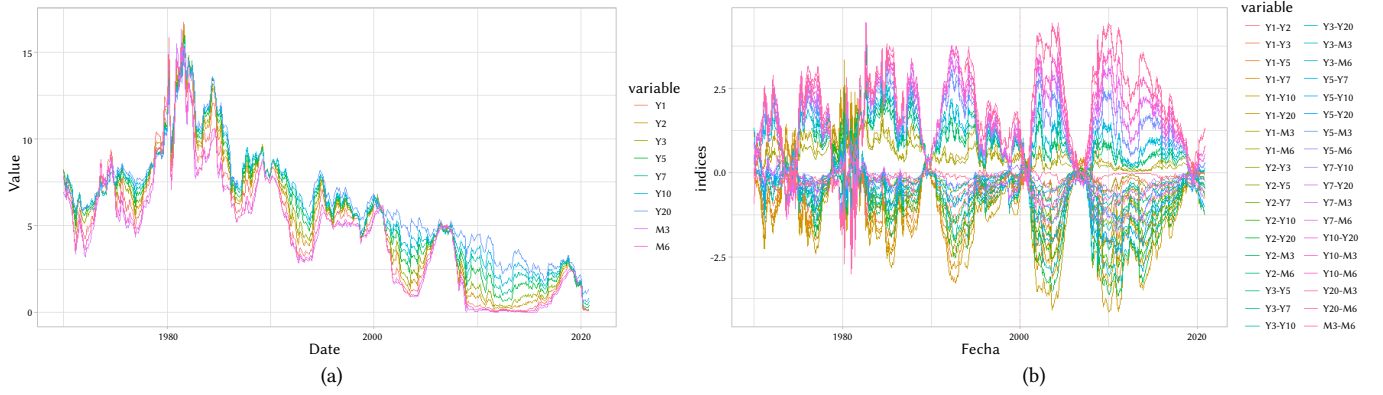 Value
15
10
5
0
1980
2000
2020
Date
variable
Y1
Y2
Y3
Y5
Y7
Y10
Y20
M3
M6
(a)
indices
2.5
0.0
-2.5
1980
2000
2020
Fecha
variable
Y1-Y2 Y3-Y20
Y1-Y3 Y3-M3
Y1-Y5 Y3-M6
Y1-Y7 Y5-Y7
Y1-Y10 Y5-Y10
Y1-Y20 Y5-Y20
Y1-M3 Y5-M3
Y1-M6 Y5-M6
Y2-Y3 Y7-Y10
Y2-Y5 Y7-Y20
Y2-Y7 Y7-M3
Y2-Y10 Y7-M6
Y2-Y20 Y10-Y20
Y2-M3 Y10-M3
Y2-M6 Y10-M6
Y3-Y5 Y20-M3
Y3-Y7 Y20-M6
Y3-Y10 M3-M6
(b)